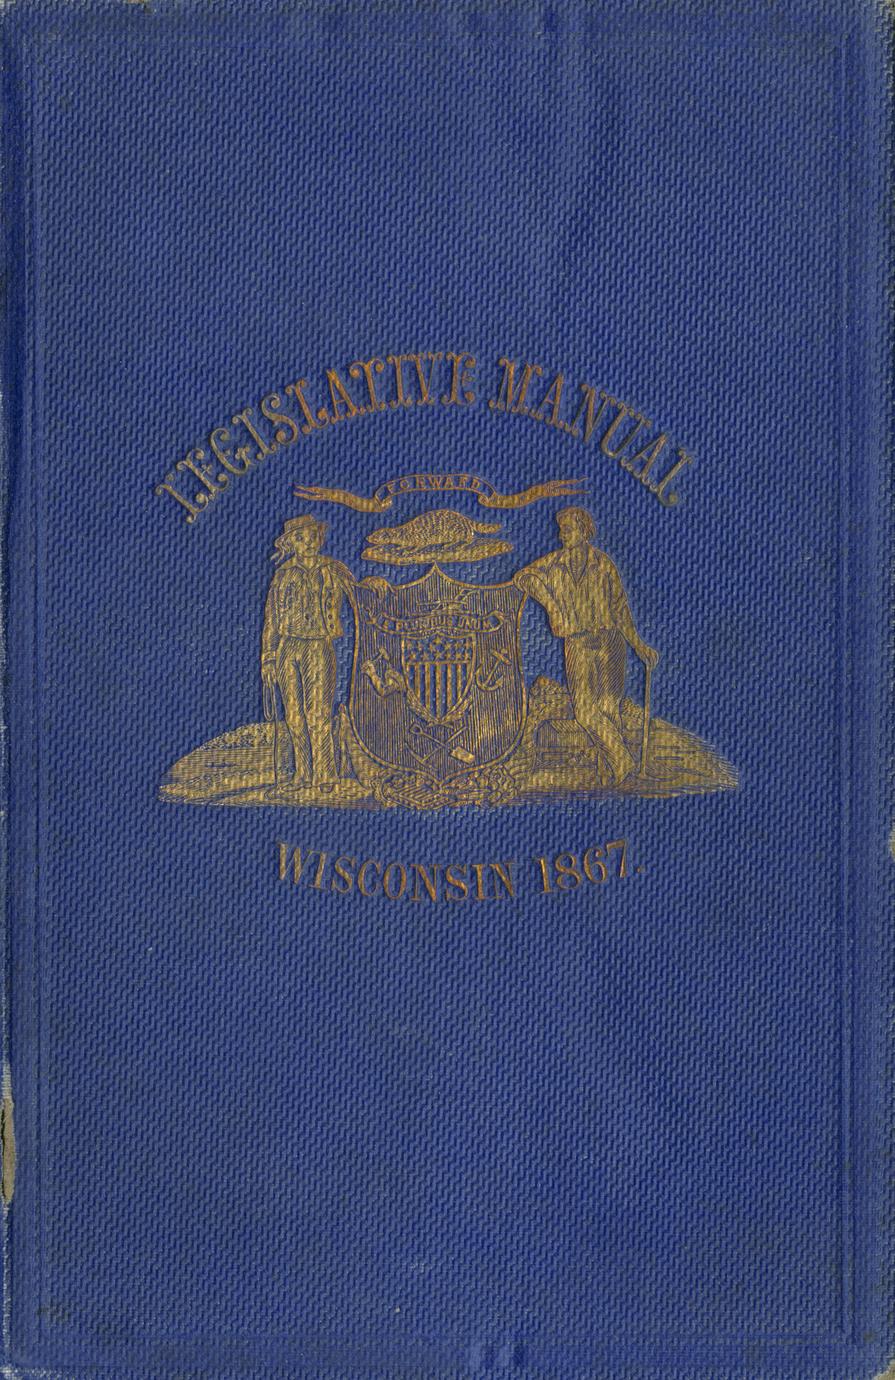 LEGISLATIVE MANUAL
FORWARD
E PLURIBUS UNUM
WISCONSIN 1867.